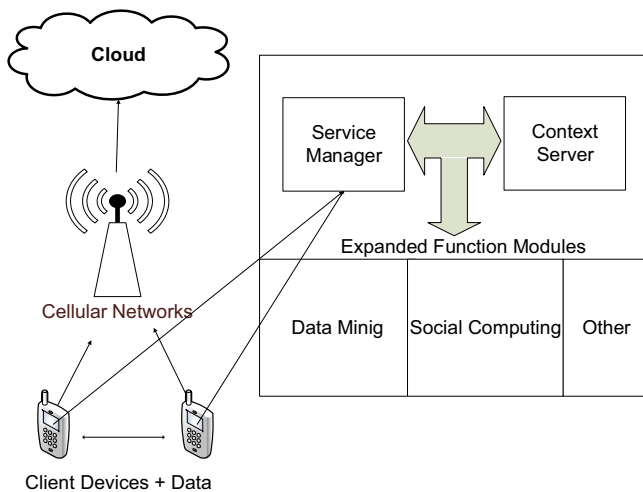 Cloud
Service
Manager
Context
Server
Expanded Function Modules
Cellular Networks
Data Minig
Social Computing
Other
Client Devices + Data